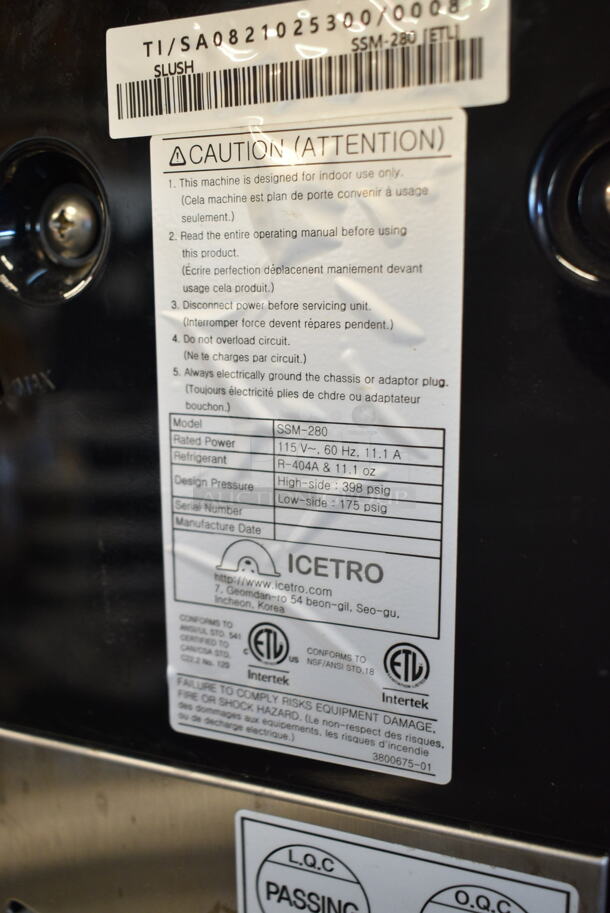 TI/SA0821025300/0008
SLUSH SSM-280 [ETL]
CAUTION (ATTENTION)
1. This machine is designed for indoor use only.
(Cela machine est plan de porte convenir à usage
seulement.)
2. Read the entire operating manual before using
this product.
(Écrire perfection déplacenent maniement devant
usage cela produit.)
3. Disconnect power before servicing unit.
(Interromper force devent répares pendent.)
4. Do not overload circuit.
(Ne te charges par circuit.)
5. Always electrically ground the chassis or adaptor plug.
(Toujours électricité plies de chdre ou adaptateur
bouchon.)
Model SSM-280
Rated Power 115 V~, 60 Hz, 11.1 A
Refrigerant R-404A & 11.1 oz
Design Pressure High-side : 398 psig
Low-side : 175 psig
Serial Number
Manufacture Date
ICETRO
http://www.icetro.com
7, Geomdan-ro 54 beon-gil, Seo-gu,
Incheon, Korea
CONFORMS TO
ANSI/UL STD. 541
CERTIFIED TO
CAN/CSA STD.
C22.2 No. 120
C ETL US
Intertek
CONFORMS TO
NSF/ANSI STD.18
ETL
Intertek
FAILURE TO COMPLY RISKS EQUIPMENT DAMAGE,
FIRE OR SHOCK HAZARD. (Le non-respect des risques,
des dommages aux équipements, les risques d'incendie
ou de decharge electrique.)
3800675-01
L.Q.C
PASSING
O.Q.C